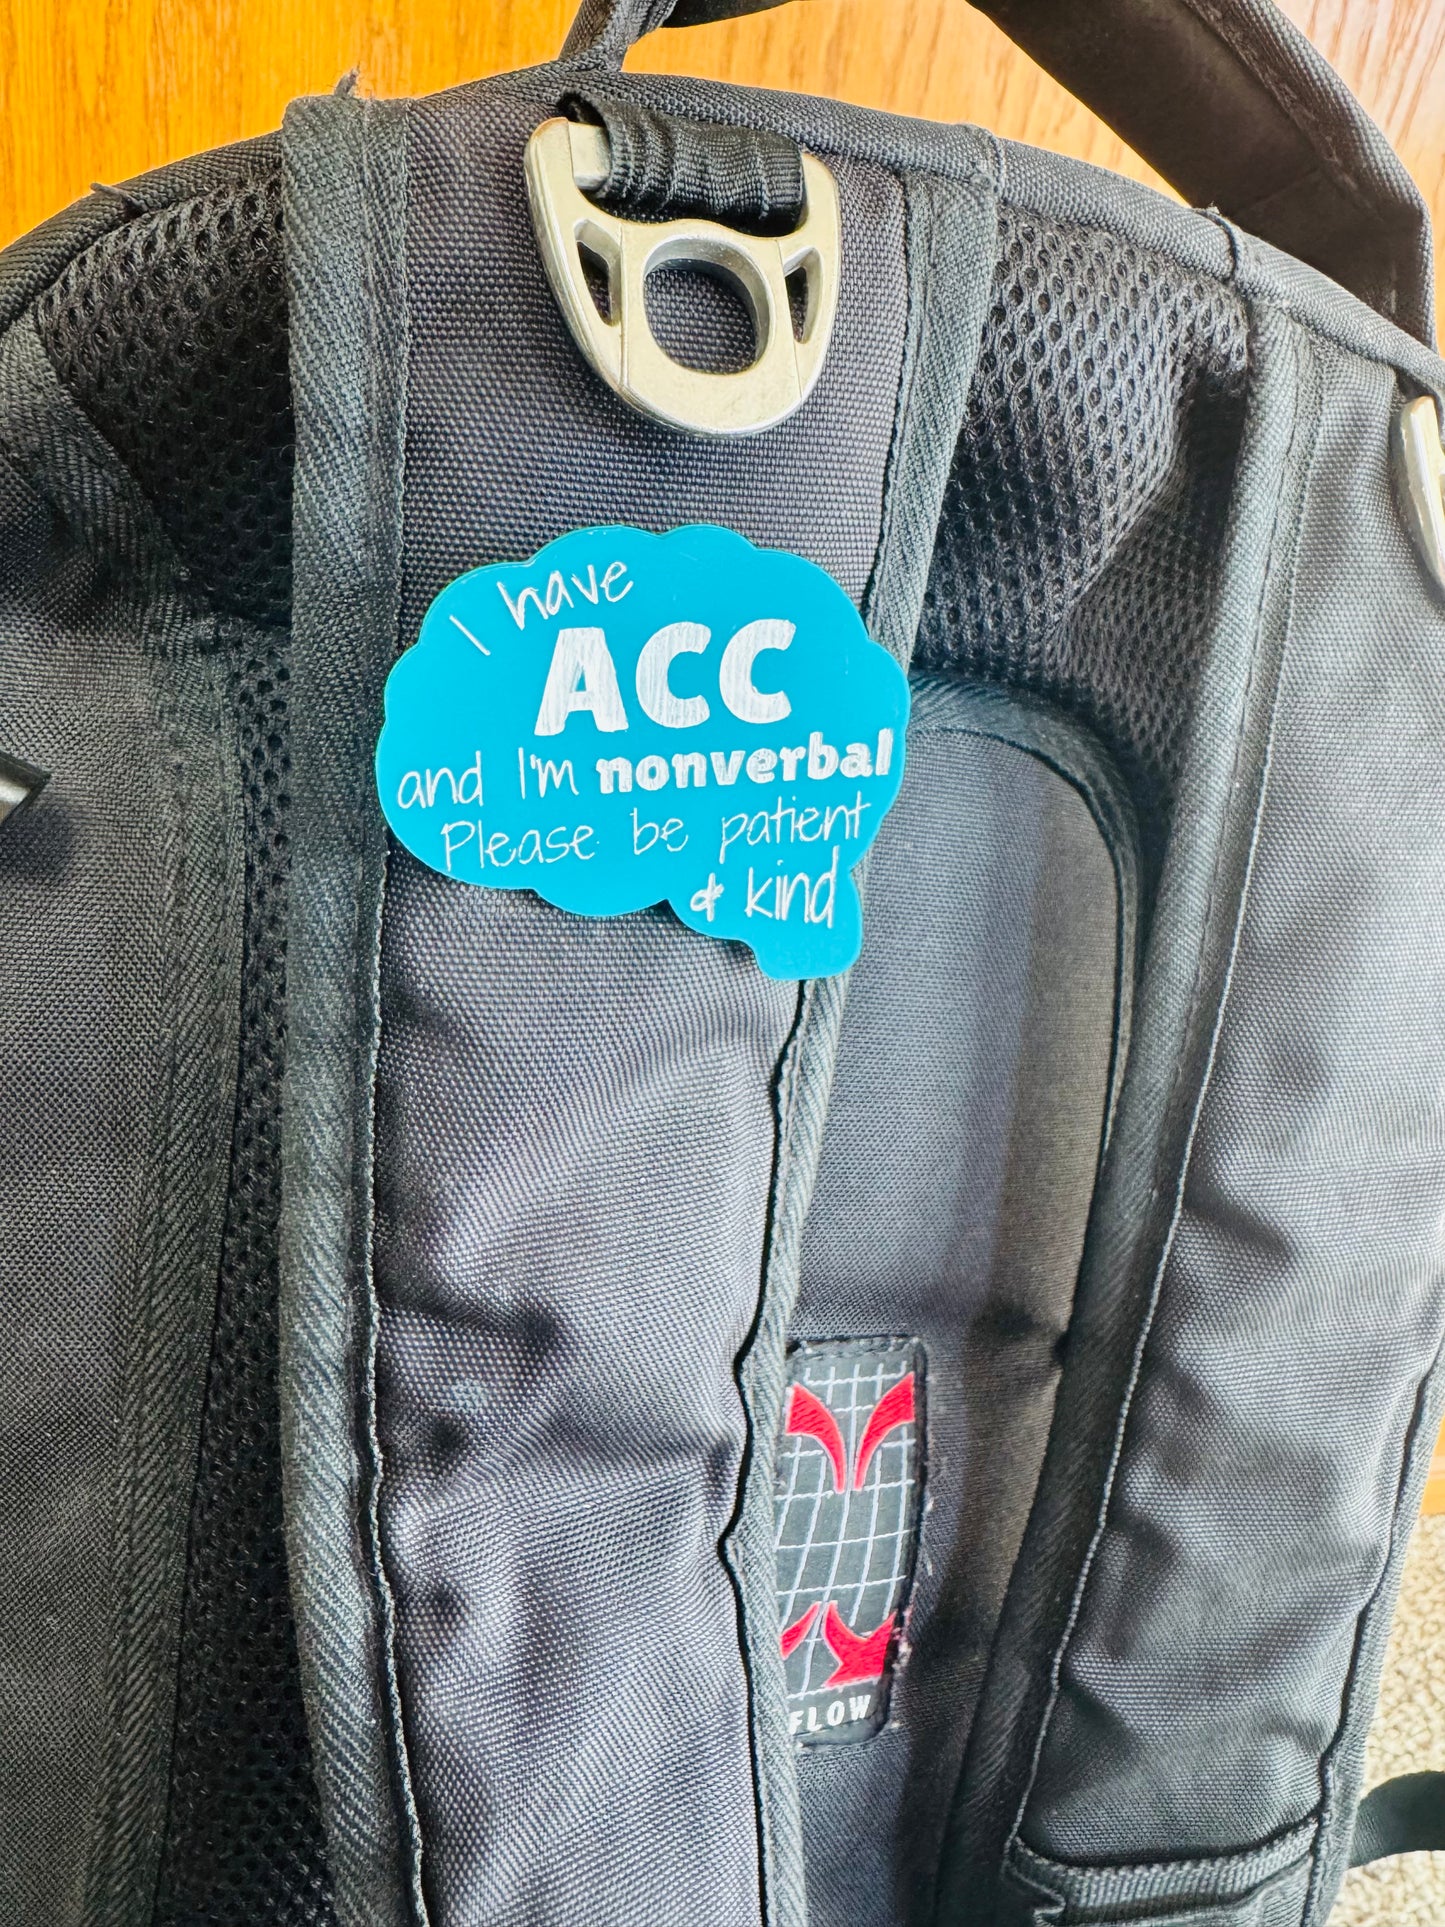 I have
ACC
and I'm nonverbal
Please be patient
& kind
FLOW